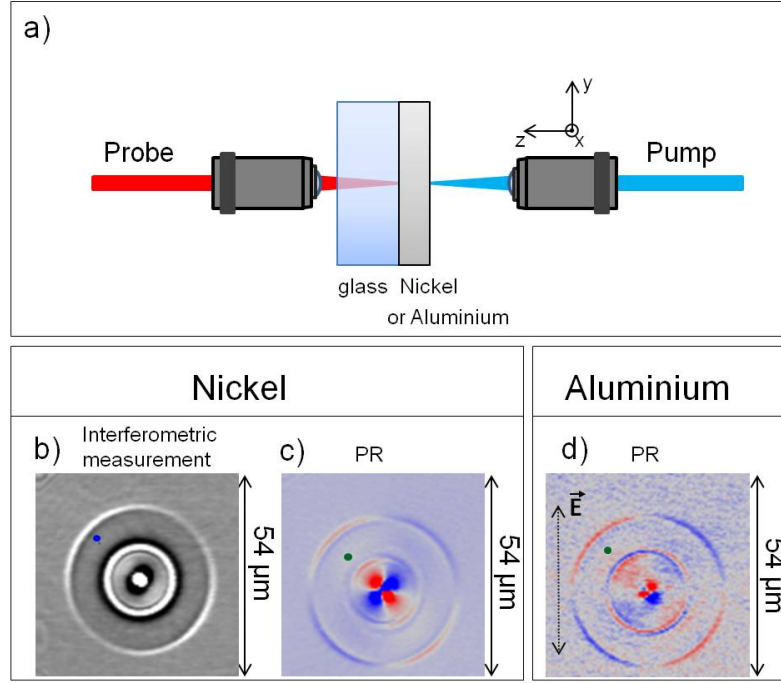 a)
y
z
x
Probe
Pump
glass
Nickel
or Aluminium
Nickel
Aluminium
b)
Interferometric
measurement
c)
PR
d)
PR
54 μm
54 μm
E
54 μm